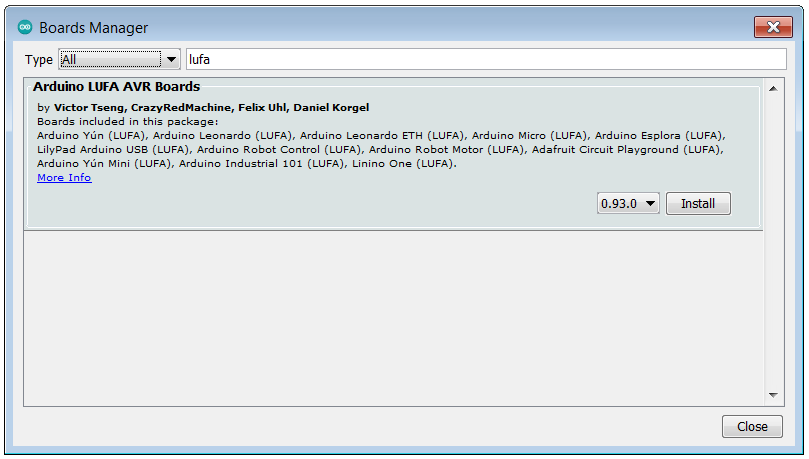 Boards Manager
Type All lufa
Arduino LUFA AVR Boards
by Victor Tseng, CrazyRedMachine, Felix Uhl, Daniel Korgel
Boards included in this package:
Arduino Yún (LUFA), Arduino Leonardo (LUFA), Arduino Leonardo ETH (LUFA), Arduino Micro (LUFA), Arduino Esplora (LUFA),
LilyPad Arduino USB (LUFA), Arduino Robot Control (LUFA), Arduino Robot Motor (LUFA), Adafruit Circuit Playground (LUFA),
Arduino Yún Mini (LUFA), Arduino Industrial 101 (LUFA), Linino One (LUFA).
More Info
0.93.0 Install
Close